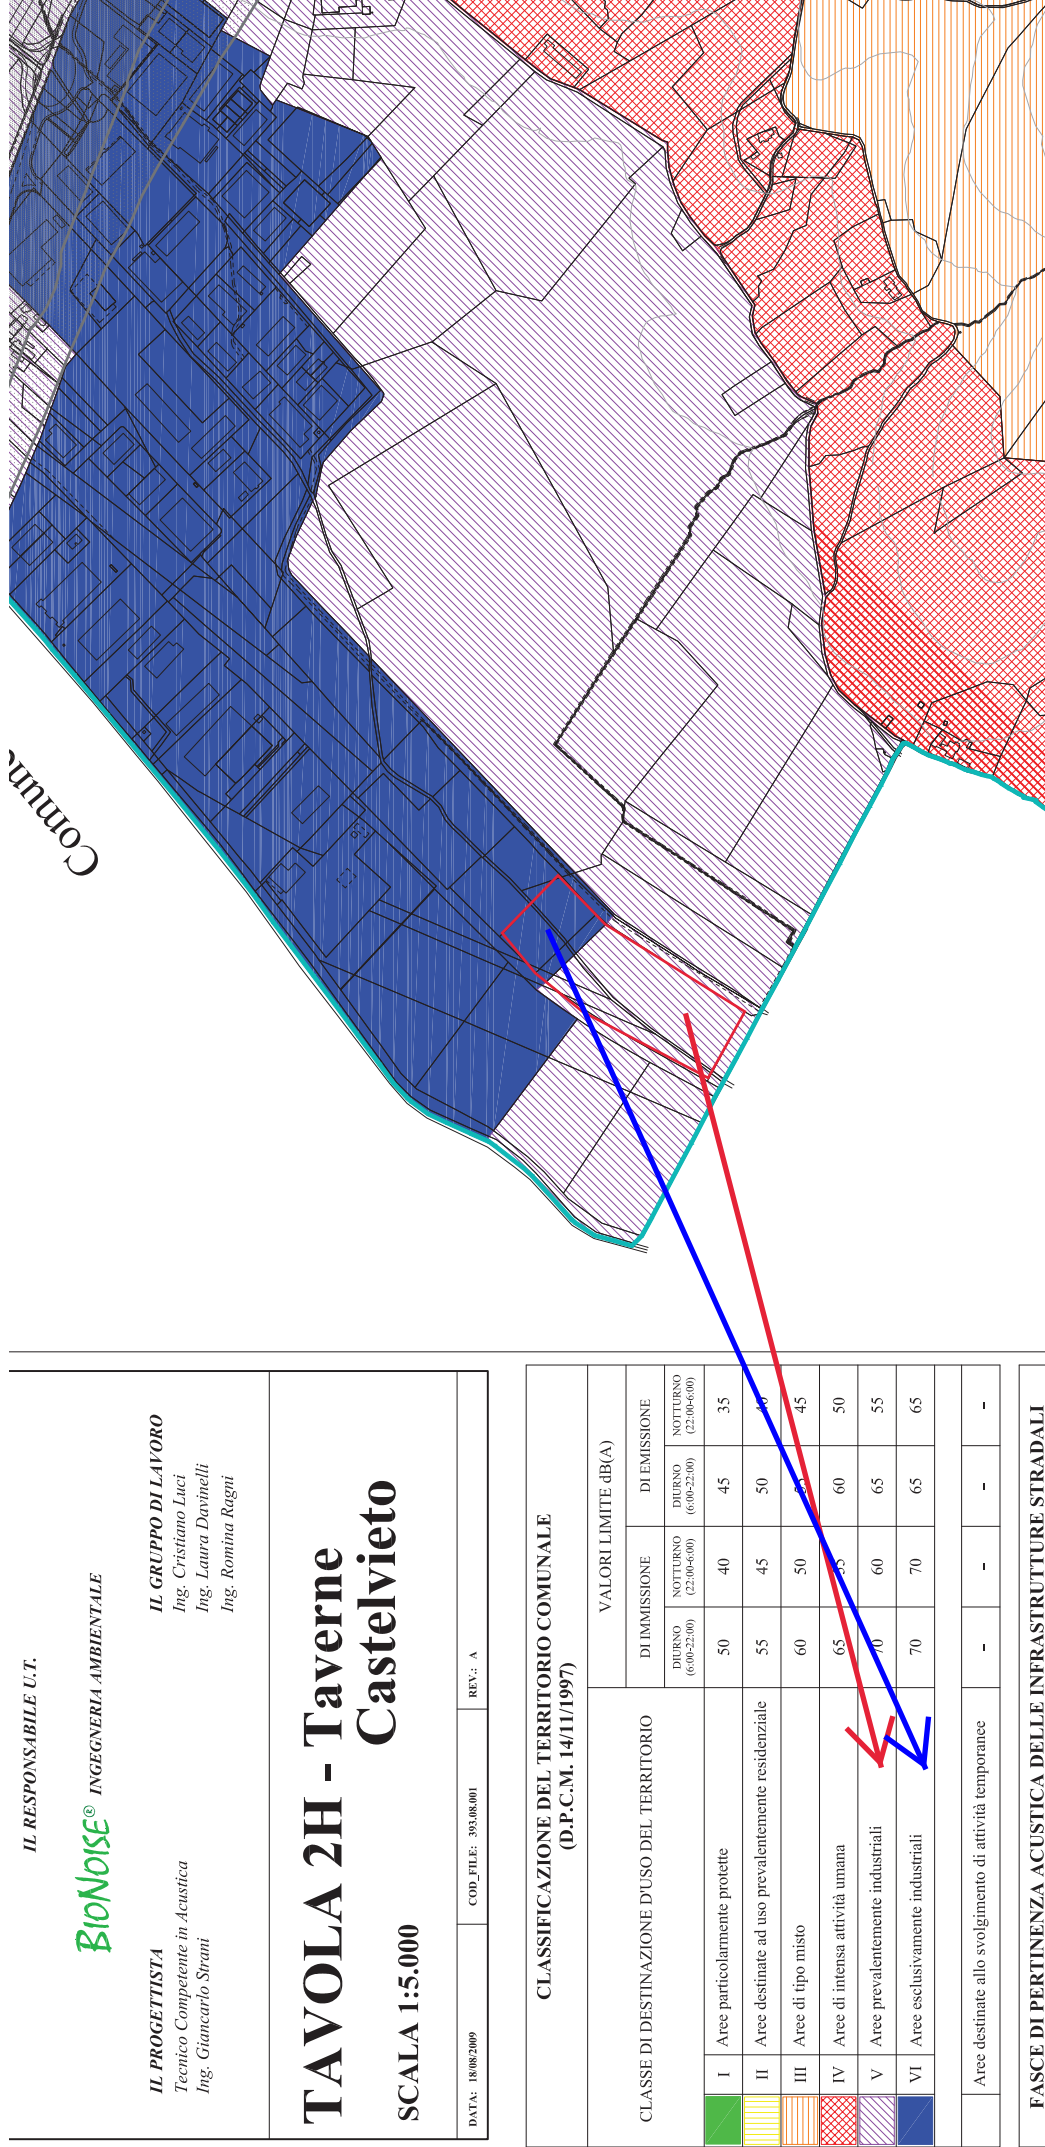 Comune
IL RESPONSABILE U.T.
BIONOISE® INGEGNERIA AMBIENTALE
IL PROGETTISTA
Tecnico Competente in Acustica
Ing. Giancarlo Strani
IL GRUPPO DI LAVORO
Ing. Cristiano Luci
Ing. Laura Davinelli
Ing. Romina Ragni
TAVOLA 2H - Taverne
Castelvieto
SCALA 1:5.000
DATA: 18/08/2009 COD_FILE: 393.08.001 REV.: A
CLASSIFICAZIONE DEL TERRITORIO COMUNALE
(D.P.C.M. 14/11/1997)
CLASSE DI DESTINAZIONE D'USO DEL TERRITORIO
VALORI LIMITE dB(A)
DI IMMISSIONE DI EMISSIONE
DIURNO NOTTURNO DIURNO NOTTURNO
(6:00-22:00) (22:00-6:00) (6:00-22:00) (22:00-6:00)
I Aree particolarmente protette 50 40 45 35
II Aree destinate ad uso prevalentemente residenziale 55 45 50 40
III Aree di tipo misto 60 50 55 45
IV Aree di intensa attività umana 65 55 60 50
V Aree prevalentemente industriali 70 60 65 55
VI Aree esclusivamente industriali 70 70 65 65
Aree destinate allo svolgimento di attività temporanee - - - -
FASCE DI PERTINENZA ACUSTICA DELLE INFRASTRUTTURE STRADALI